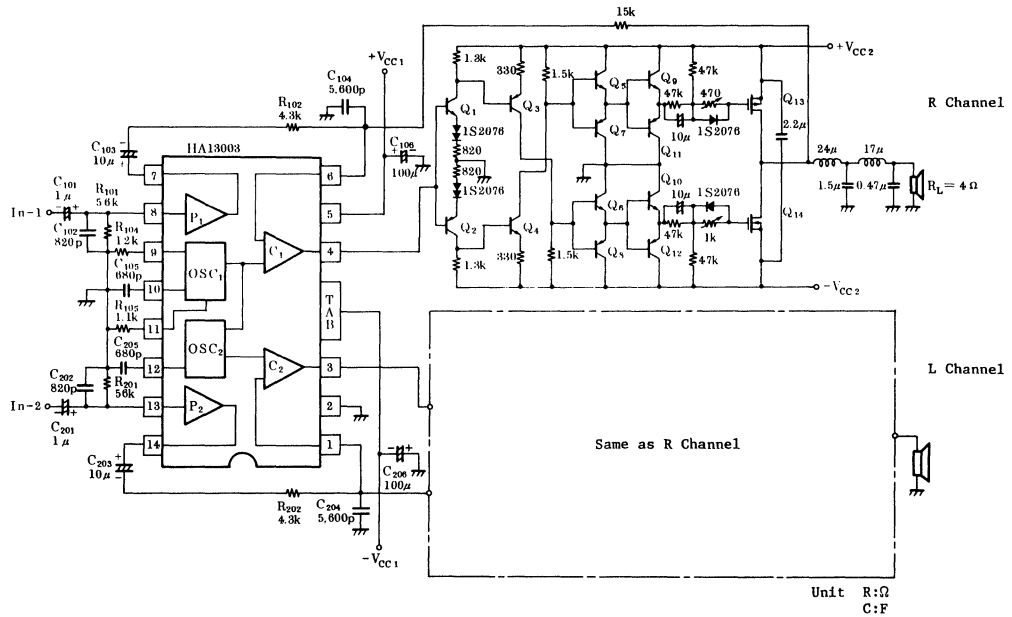 15k
+VCC1
+VCC2
1.3k
330
1.5k
Q5
Q9
47k
470
Q13
R Channel
C104
5,600p
R102
4.3k
Q1
Q3
47k
1S2076
2.2μ
10μ
C103
10μ
HA13003
C106
100μ
820
820
Q7
Q11
24μ
17μ
1.5μ
0.47μ
RL = 4Ω
1S2076
Q10
10μ
1S2076
7
6
C101
1μ
R101
56k
In-1
8
P1
5
Q2
Q4
Q6
Q14
C102
820p
R104
12k
9
C1
4
47k
1k
C105
680p
OSC1
1.3k
330
1.5k
Q8
Q12
47k
10
R105
1.1k
TAB
-VCC2
11
C205
680p
OSC2
C202
820p
12
C2
3
L Channel
R201
56k
In-2
13
P2
2
C201
1μ
14
1
Same as R Channel
C203
10μ
C206
100μ
R202
4.3k
C204
5,600p
-VCC1
Unit R:Ω
C:F